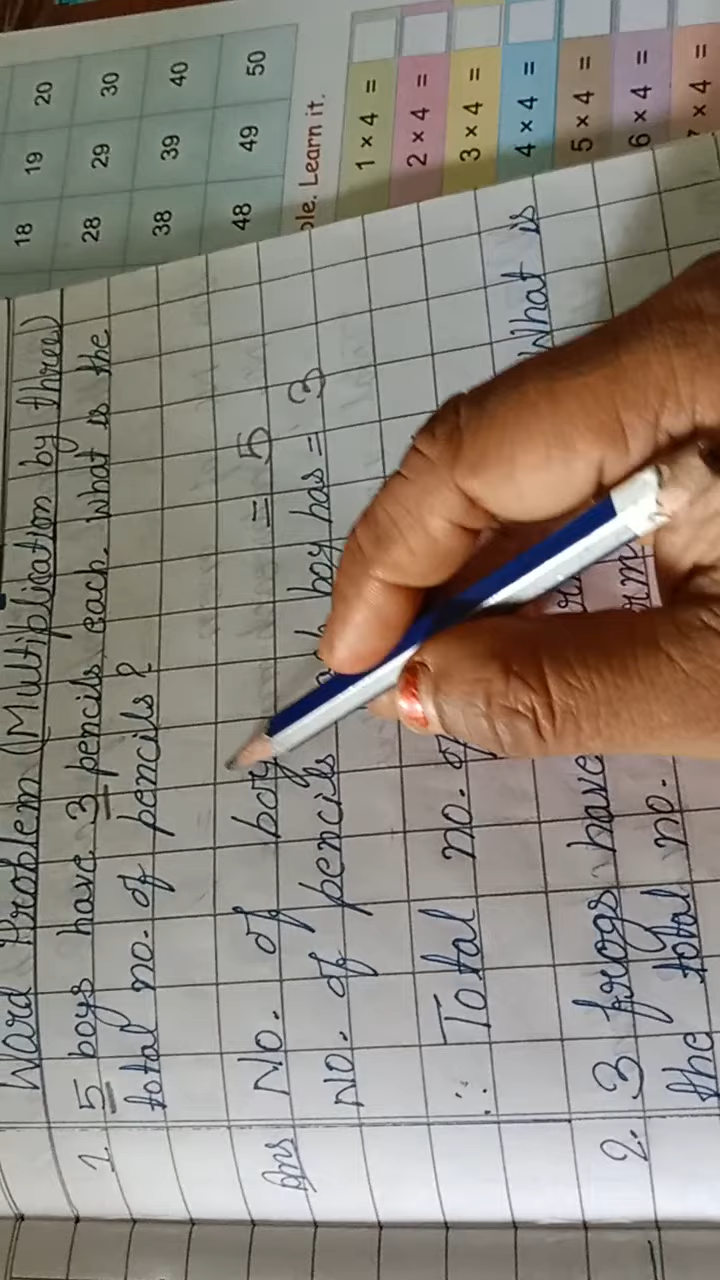 18 19 20
28 29 30
38 39 40
48 49 50
Learn it.
1 × 4 =
2 × 4 =
3 × 4 =
4 × 4 =
5 × 4 =
6 × 4 =
× 4 =
Word Problem (Multiplication by three)
1 5 boys have 3 pencils each. What is the
total no. of pencils?
Ans No. of boy = 5
No. of pencils boy has = 3
∴ Total no. of
2. 3 frogs have What is
the total no.